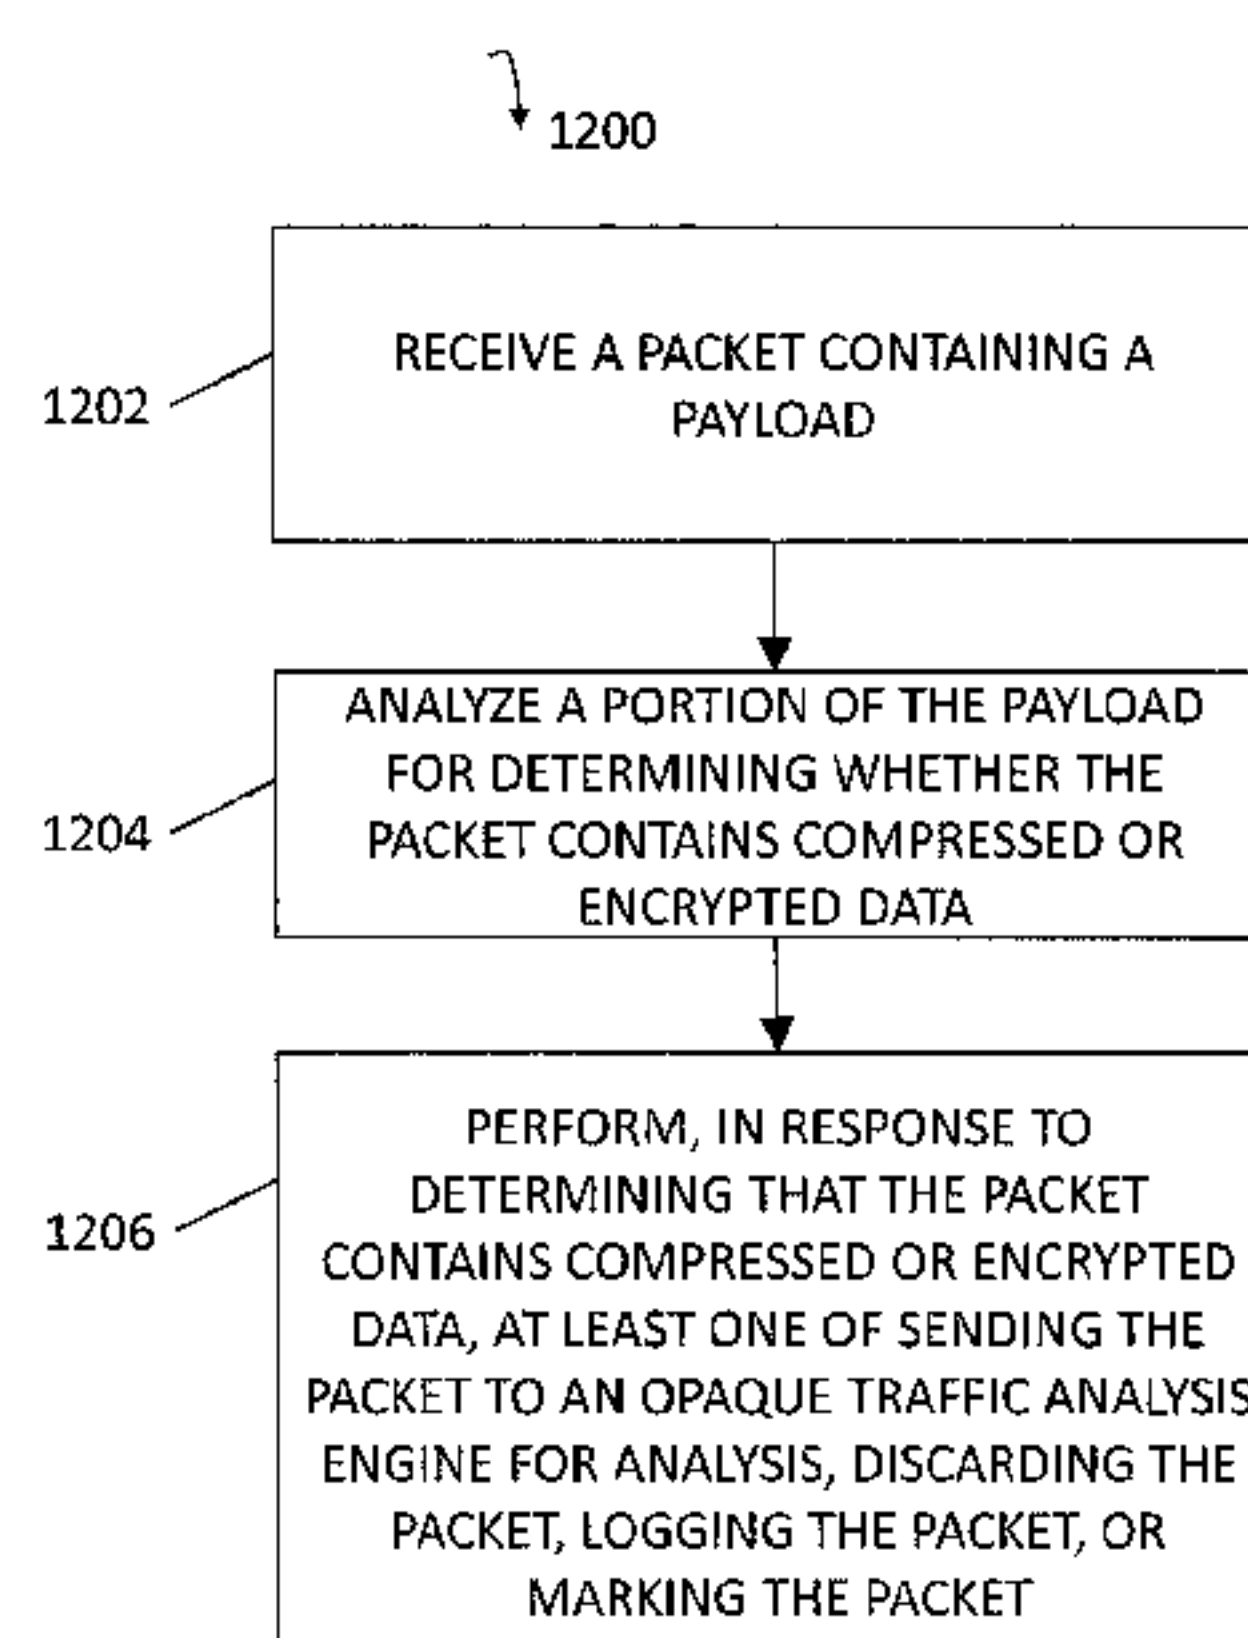 1200
RECEIVE A PACKET CONTAINING A
PAYLOAD
1202
ANALYZE A PORTION OF THE PAYLOAD
FOR DETERMINING WHETHER THE
PACKET CONTAINS COMPRESSED OR
ENCRYPTED DATA
1204
PERFORM, IN RESPONSE TO
DETERMINING THAT THE PACKET
CONTAINS COMPRESSED OR ENCRYPTED
DATA, AT LEAST ONE OF SENDING THE
PACKET TO AN OPAQUE TRAFFIC ANALYSIS
ENGINE FOR ANALYSIS, DISCARDING THE
PACKET, LOGGING THE PACKET, OR
MARKING THE PACKET
1206